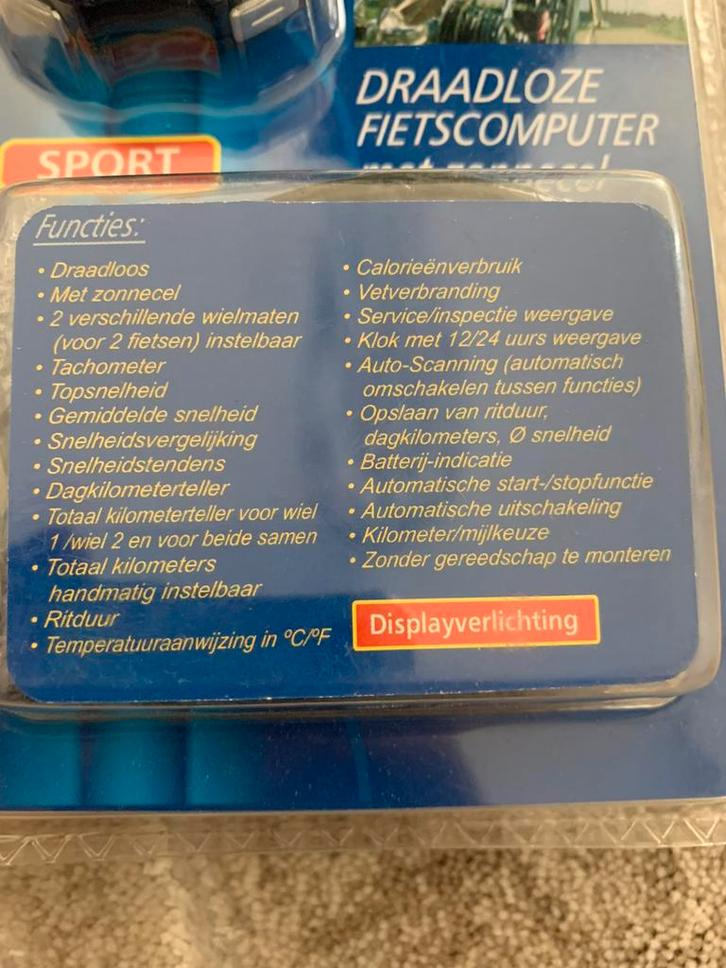 DRAADLOZE
FIETSCOMPUTER
met zonnecel
SPORT
Functies:
• Draadloos
• Met zonnecel
• 2 verschillende wielmaten
(voor 2 fietsen) instelbaar
• Tachometer
• Topsnelheid
• Gemiddelde snelheid
• Snelheidsvergelijking
• Snelheidstendens
• Dagkilometerteller
• Totaal kilometerteller voor wiel
1 /wiel 2 en voor beide samen
• Totaal kilometers
handmatig instelbaar
• Ritduur
• Temperatuuraanwijzing in ºC/ºF
• Calorieënverbruik
• Vetverbranding
• Service/inspectie weergave
• Klok met 12/24 uurs weergave
• Auto-Scanning (automatisch
omschakelen tussen functies)
• Opslaan van ritduur,
dagkilometers, Ø snelheid
• Batterij-indicatie
• Automatische start-/stopfunctie
• Automatische uitschakeling
• Kilometer/mijlkeuze
• Zonder gereedschap te monteren
Displayverlichting